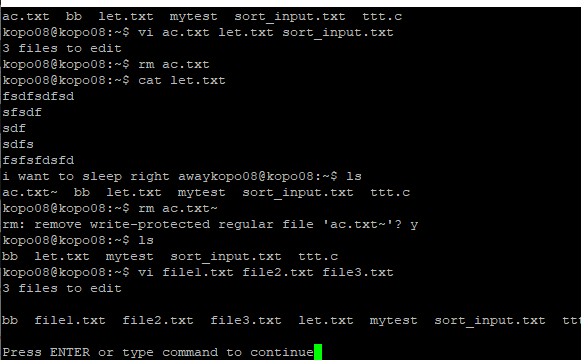 ac.txt  bb  let.txt  mytest  sort_input.txt  ttt.c
kopo08@kopo08:~$ vi ac.txt let.txt sort_input.txt
3 files to edit
kopo08@kopo08:~$ rm ac.txt
kopo08@kopo08:~$ cat let.txt
fsdfsdfsd
sfsdf
sdf
sdfs
fsfsfdsfd
i want to sleep right awaykopo08@kopo08:~$ ls
ac.txt~  bb  let.txt  mytest  sort_input.txt  ttt.c
kopo08@kopo08:~$ rm ac.txt~
rm: remove write-protected regular file 'ac.txt~'? y
kopo08@kopo08:~$ ls
bb  let.txt  mytest  sort_input.txt  ttt.c
kopo08@kopo08:~$ vi file1.txt file2.txt file3.txt
3 files to edit
bb  file1.txt  file2.txt  file3.txt  let.txt  mytest  sort_input.txt  tt
Press ENTER or type command to continue